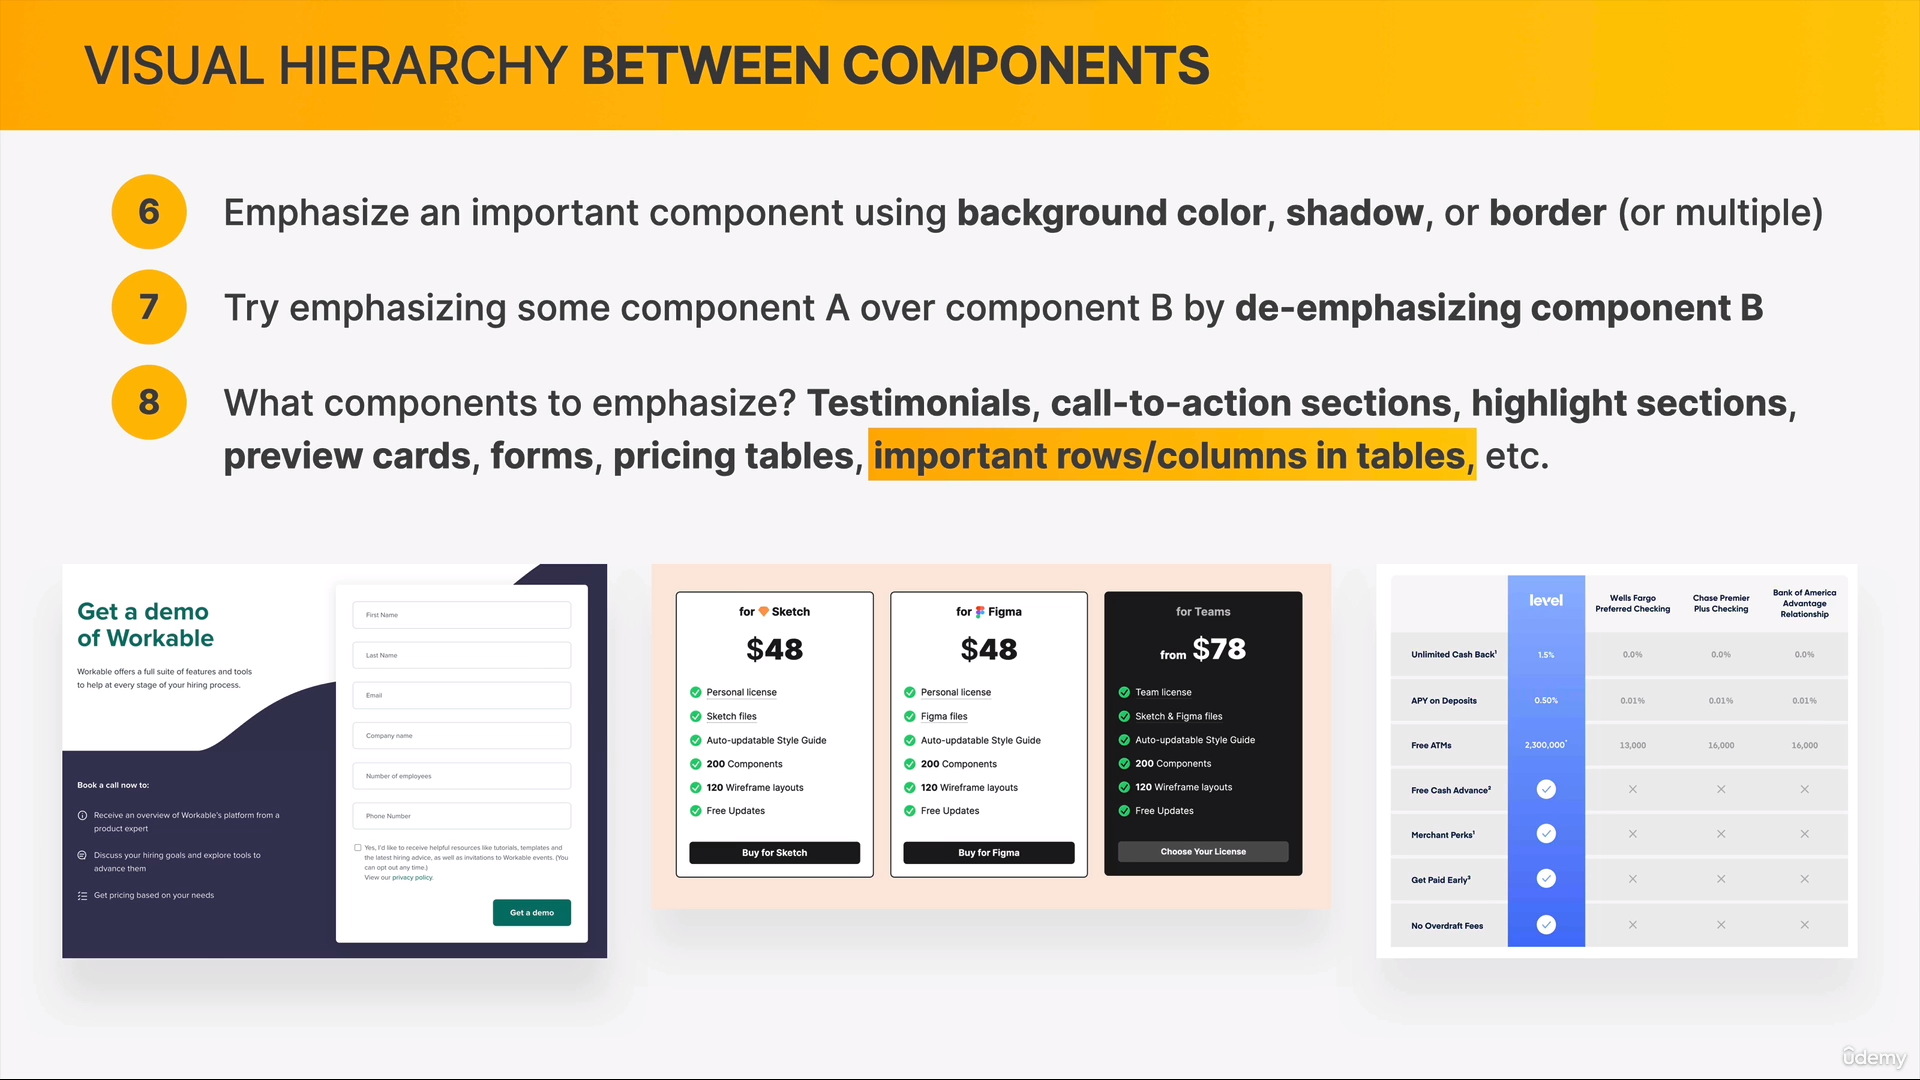 VISUAL HIERARCHY BETWEEN COMPONENTS
6 Emphasize an important component using background color, shadow, or border (or multiple)
7 Try emphasizing some component A over component B by de-emphasizing component B
8 What components to emphasize? Testimonials, call-to-action sections, highlight sections,
preview cards, forms, pricing tables, important rows/columns in tables, etc.
Get a demo
of Workable
Workable offers a full suite of features and tools
to help at every stage of your hiring process.
Book a call now to:
Receive an overview of Workable's platform from a
product expert
Discuss your hiring goals and explore tools to
advance them
Get pricing based on your needs
First Name
Last Name
Email
Company name
Number of employees
Phone Number
Yes, I'd like to receive helpful resources like tutorials, templates and
the latest hiring advice, as well as invitations to Workable events. (You
can opt out any time.)
View our privacy policy.
Get a demo
for Sketch
$48
Personal license
Sketch files
Auto-updatable Style Guide
200 Components
120 Wireframe layouts
Free Updates
Buy for Sketch
for Figma
$48
Personal license
Figma files
Auto-updatable Style Guide
200 Components
120 Wireframe layouts
Free Updates
Buy for Figma
for Teams
from $78
Team license
Sketch & Figma files
Auto-updatable Style Guide
200 Components
120 Wireframe layouts
Free Updates
Choose Your License
level
Wells Fargo
Preferred Checking
Chase Premier
Plus Checking
Bank of America
Advantage
Relationship
Unlimited Cash Back¹ 1.5% 0.0% 0.0% 0.0%
APY on Deposits 0.50% 0.01% 0.01% 0.01%
Free ATMs 2,300,000 13,000 16,000 16,000
Free Cash Advance²
Merchant Perks¹
Get Paid Early³
No Overdraft Fees
ûdemy